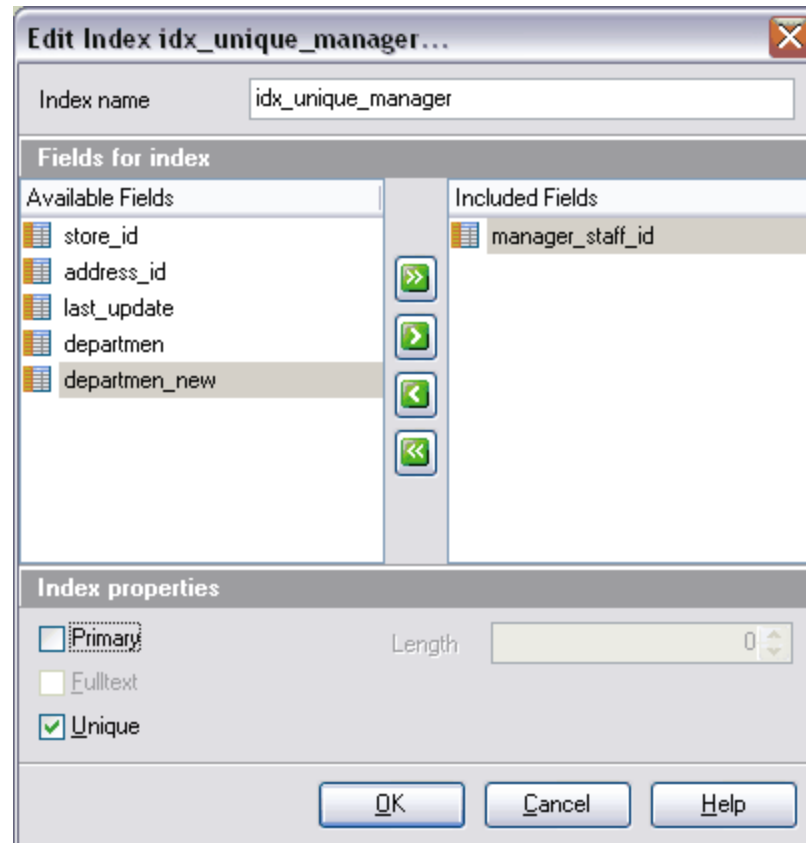 Edit Index idx_unique_manager...
Index name idx_unique_manager
Fields for index
Available Fields
store_id
address_id
last_update
departmen
departmen_new
Included Fields
manager_staff_id
Index properties
Primary
Length 0
Fulltext
Unique
OK Cancel Help